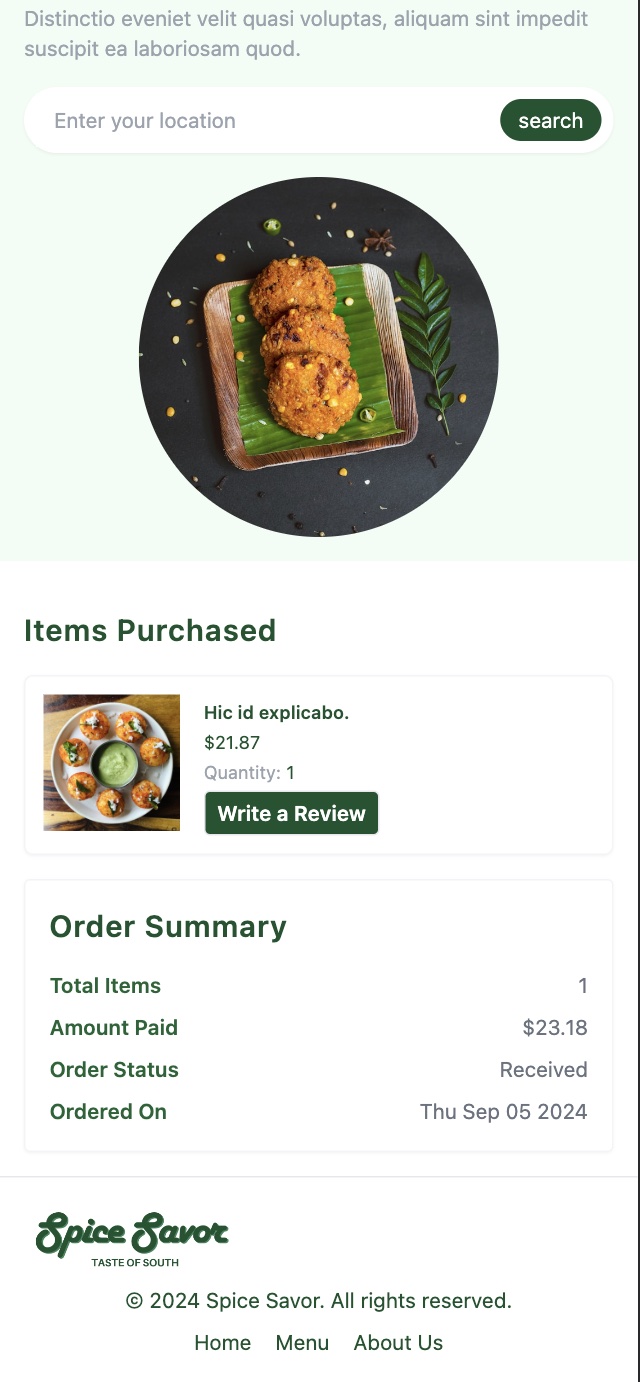 Distinctio eveniet velit quasi voluptas, aliquam sint impedit
suscipit ea laboriosam quod.
Enter your location
search
Items Purchased
Hic id explicabo.
$21.87
Quantity: 1
Write a Review
Order Summary
Total Items 1
Amount Paid $23.18
Order Status Received
Ordered On Thu Sep 05 2024
Spice Savor
TASTE OF SOUTH
© 2024 Spice Savor. All rights reserved.
Home Menu About Us